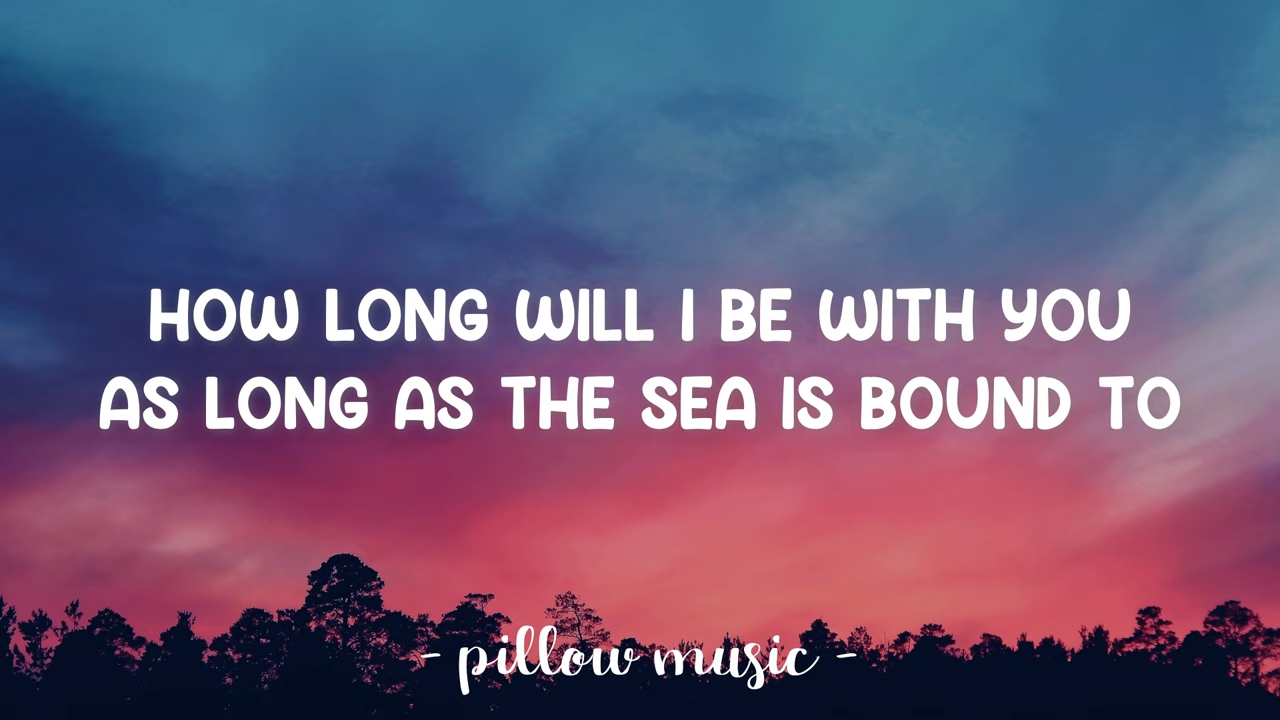 HOW LONG WILL I BE WITH YOU
AS LONG AS THE SEA IS BOUND TO
- pillow music -